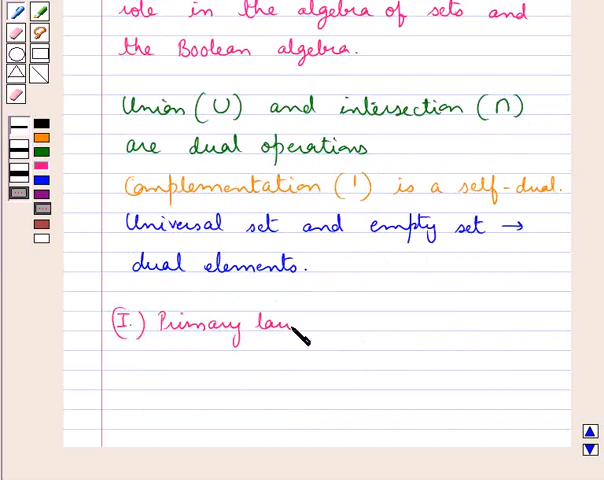 role in the algebra of sets and
the Boolean algebra.
Union (∪) and intersection (∩)
are dual operations
Complementation (') is a self-dual.
Universal set and empty set →
dual elements.
(I.) Primary law